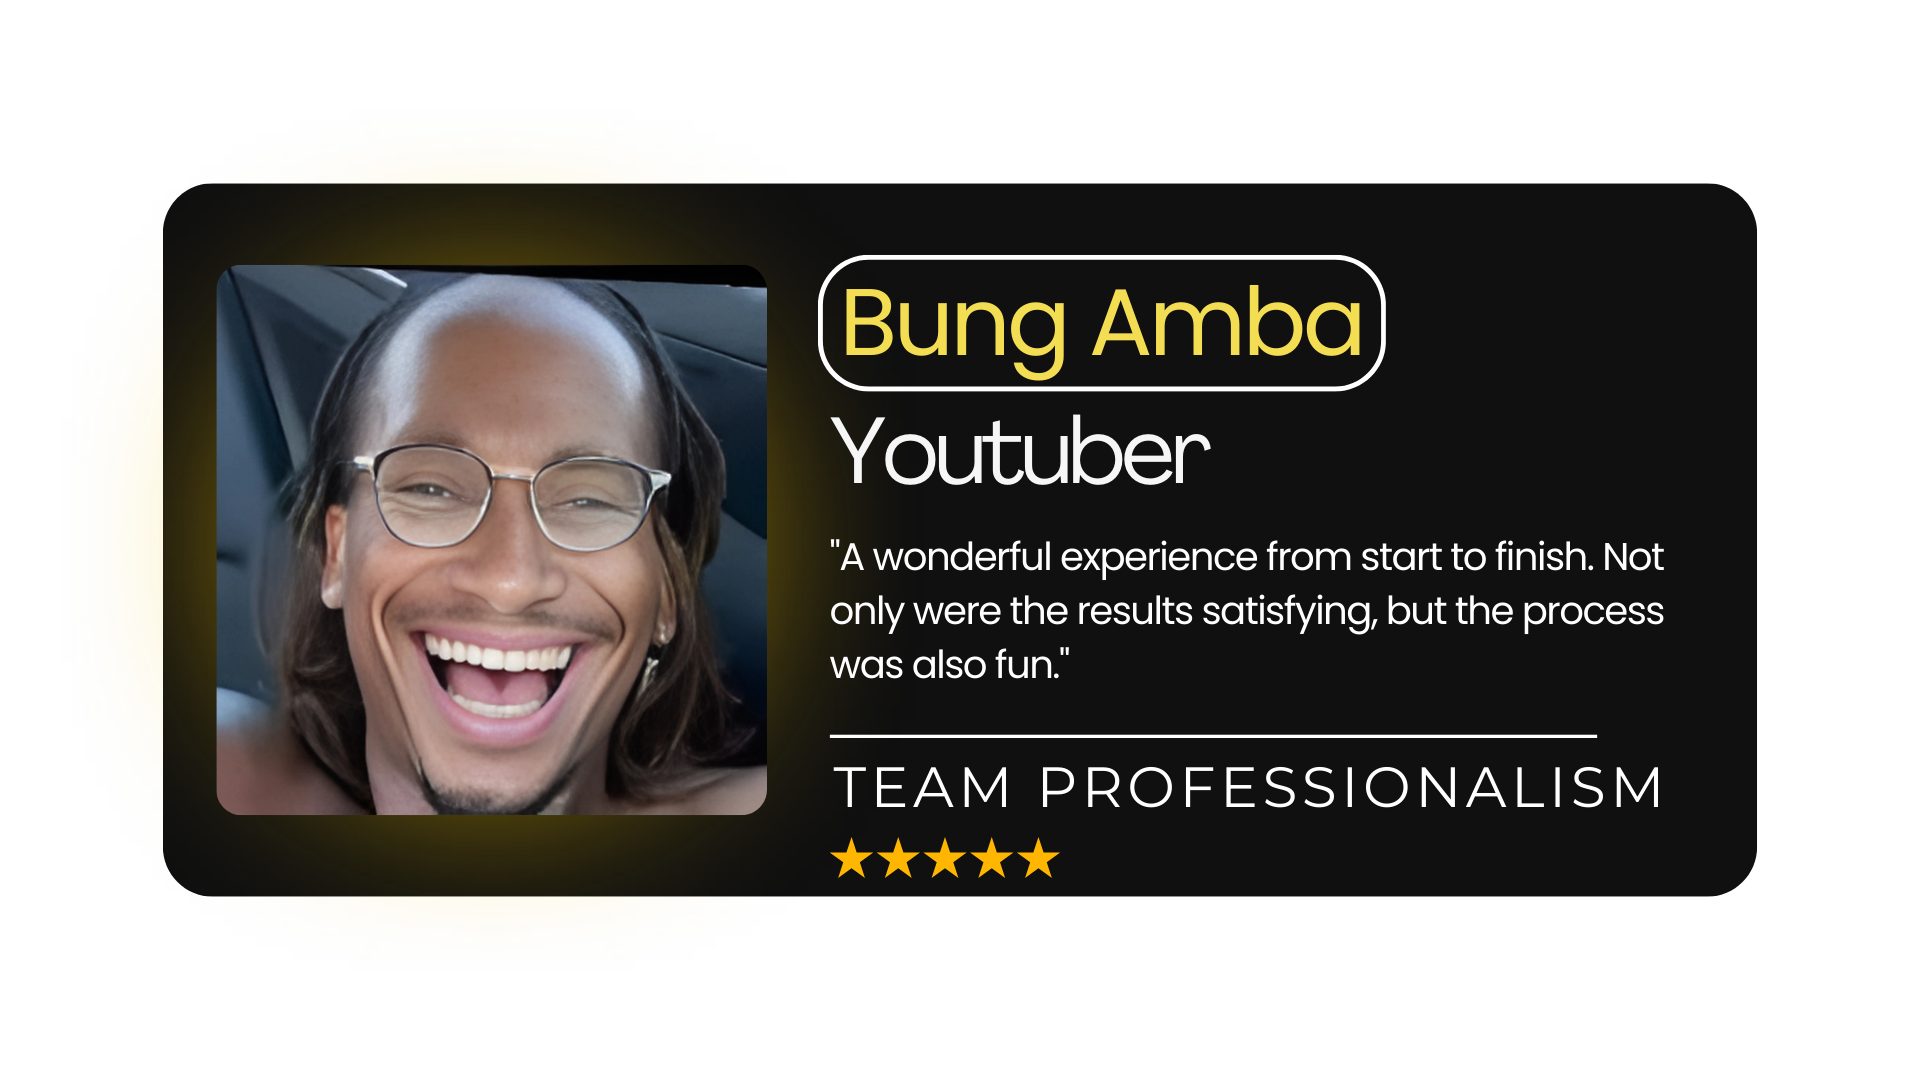 Bung Amba
Youtuber
"A wonderful experience from start to finish. Not
only were the results satisfying, but the process
was also fun."
TEAM PROFESSIONALISM
★★★★★